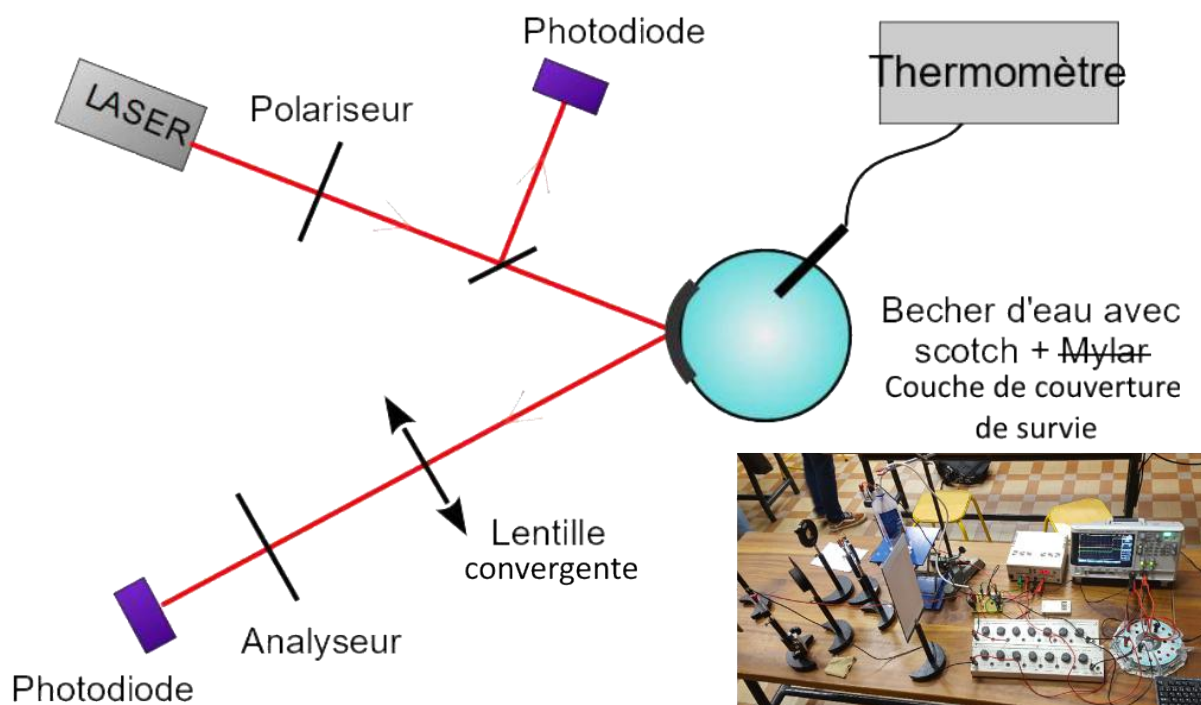 Photodiode
Thermomètre
LASER
Polariseur
Becher d'eau avec
scotch + Mylar
Couche de couverture
de survie
Lentille
convergente
Analyseur
Photodiode